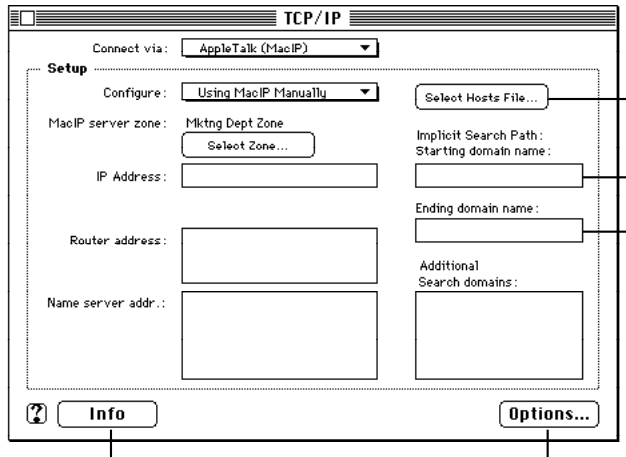 TCP/IP
Connect via: AppleTalk (MacIP)
Setup
Configure: Using MacIP Manually
Select Hosts File...
MacIP server zone: Mktng Dept Zone
Select Zone...
Implicit Search Path:
Starting domain name:
IP Address:
Ending domain name:
Router address:
Additional
Search domains:
Name server addr.:
?
Info
Options...